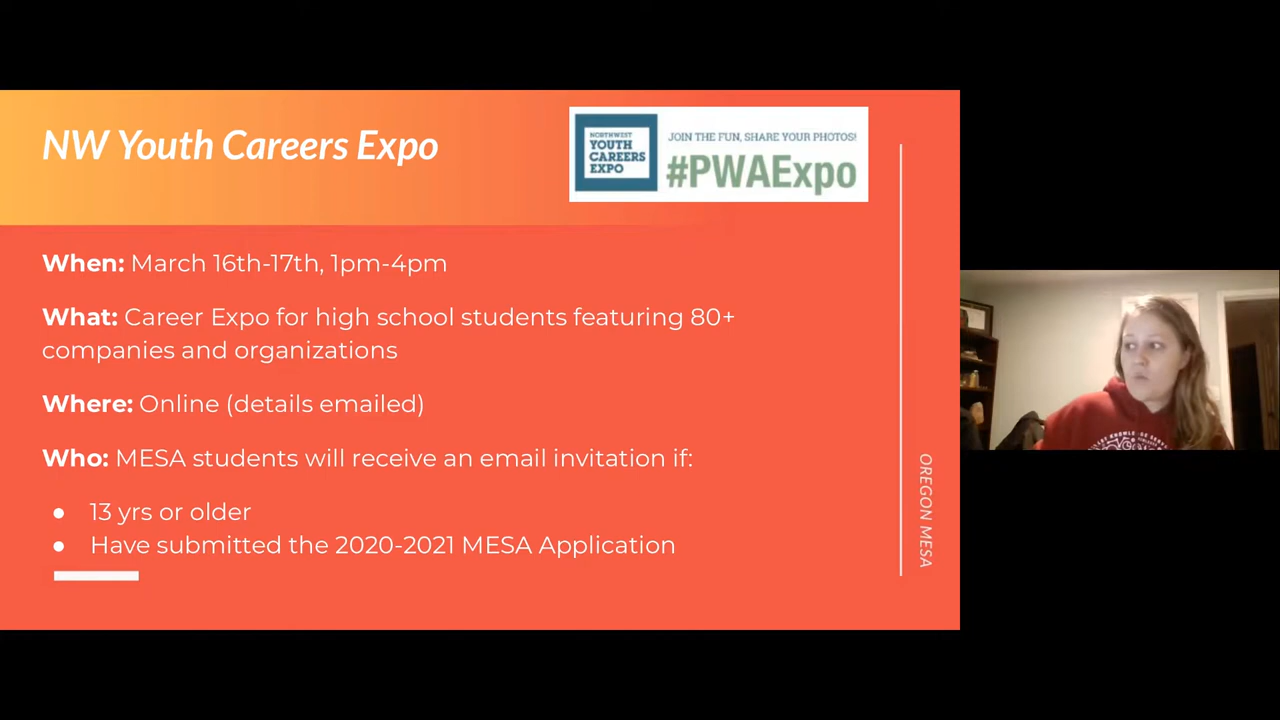 NW Youth Careers Expo
NORTHWEST
YOUTH
CAREERS
EXPO
JOIN THE FUN, SHARE YOUR PHOTOS!
#PWAExpo
When: March 16th-17th, 1pm-4pm
What: Career Expo for high school students featuring 80+
companies and organizations
Where: Online (details emailed)
Who: MESA students will receive an email invitation if:
● 13 yrs or older
● Have submitted the 2020-2021 MESA Application
OREGON MESA